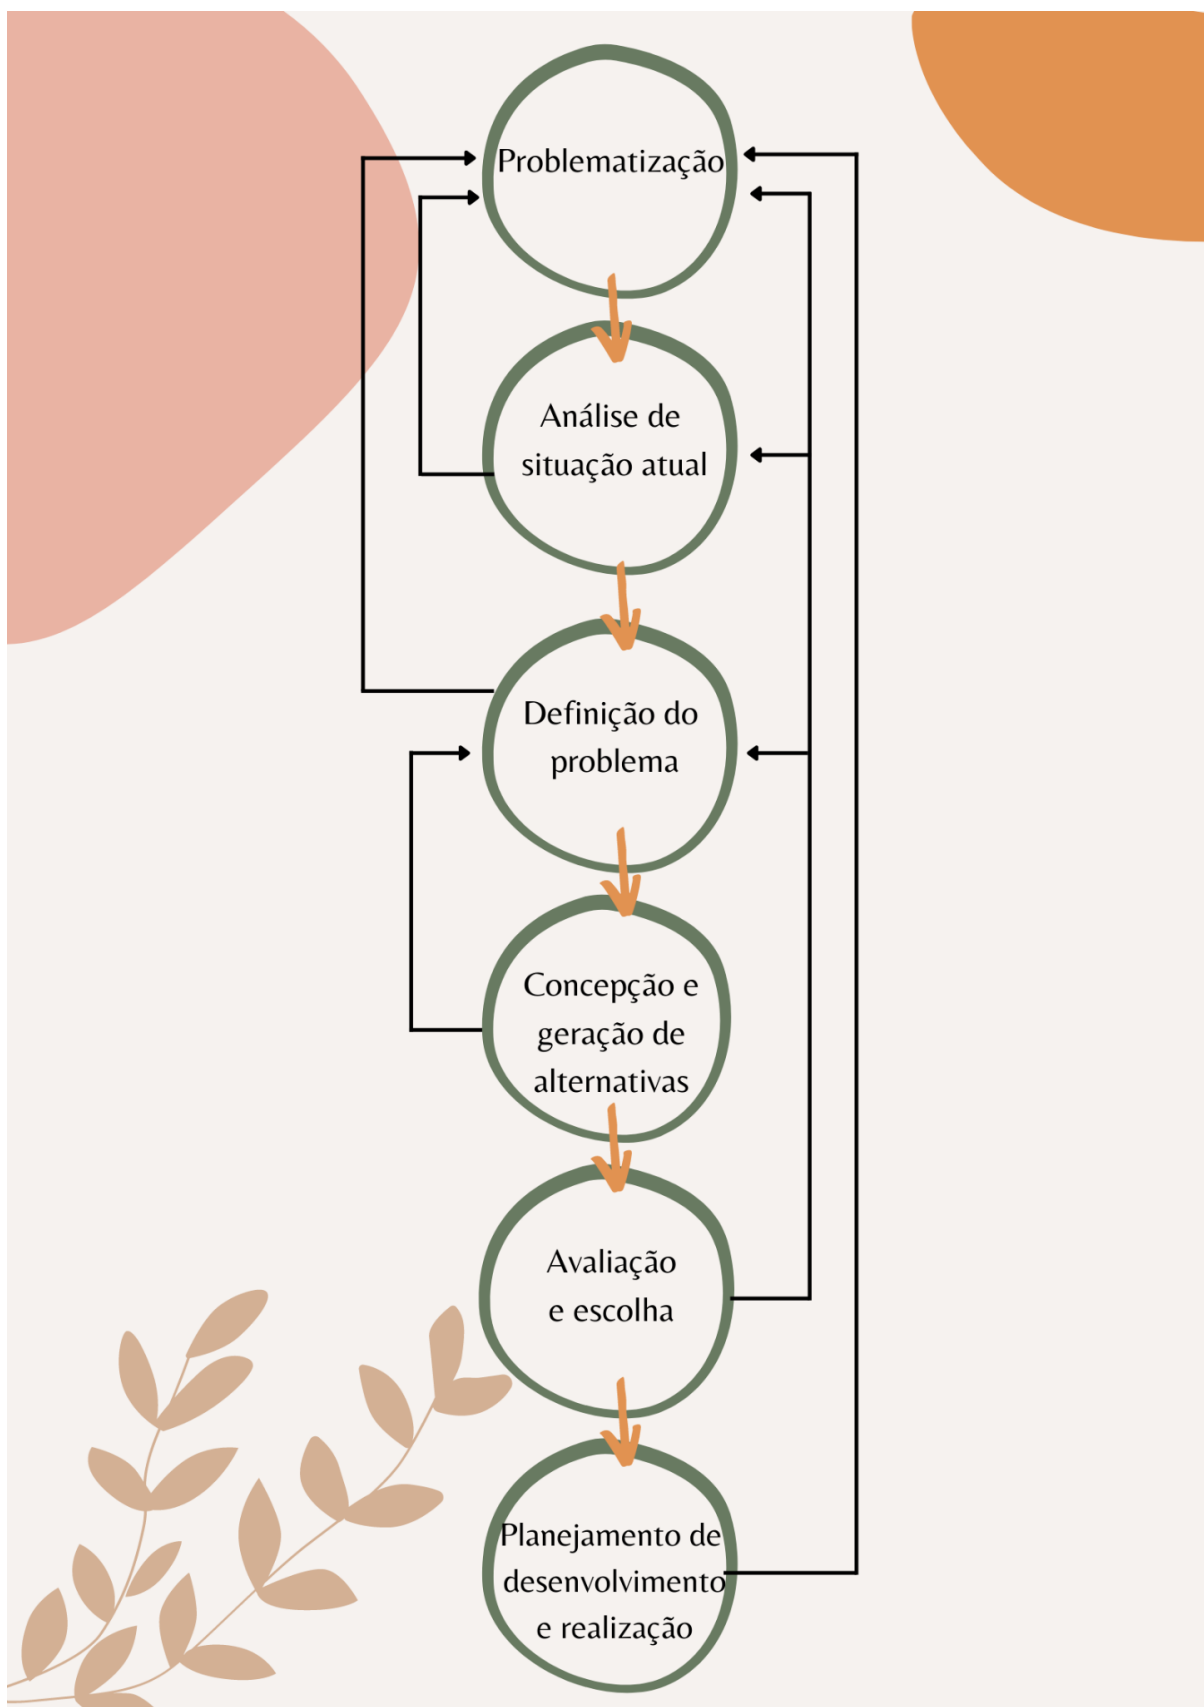 Problematização
Análise de
situação atual
Definição do
problema
Concepção e
geração de
alternativas
Avaliação
e escolha
Planejamento de
desenvolvimento
e realização